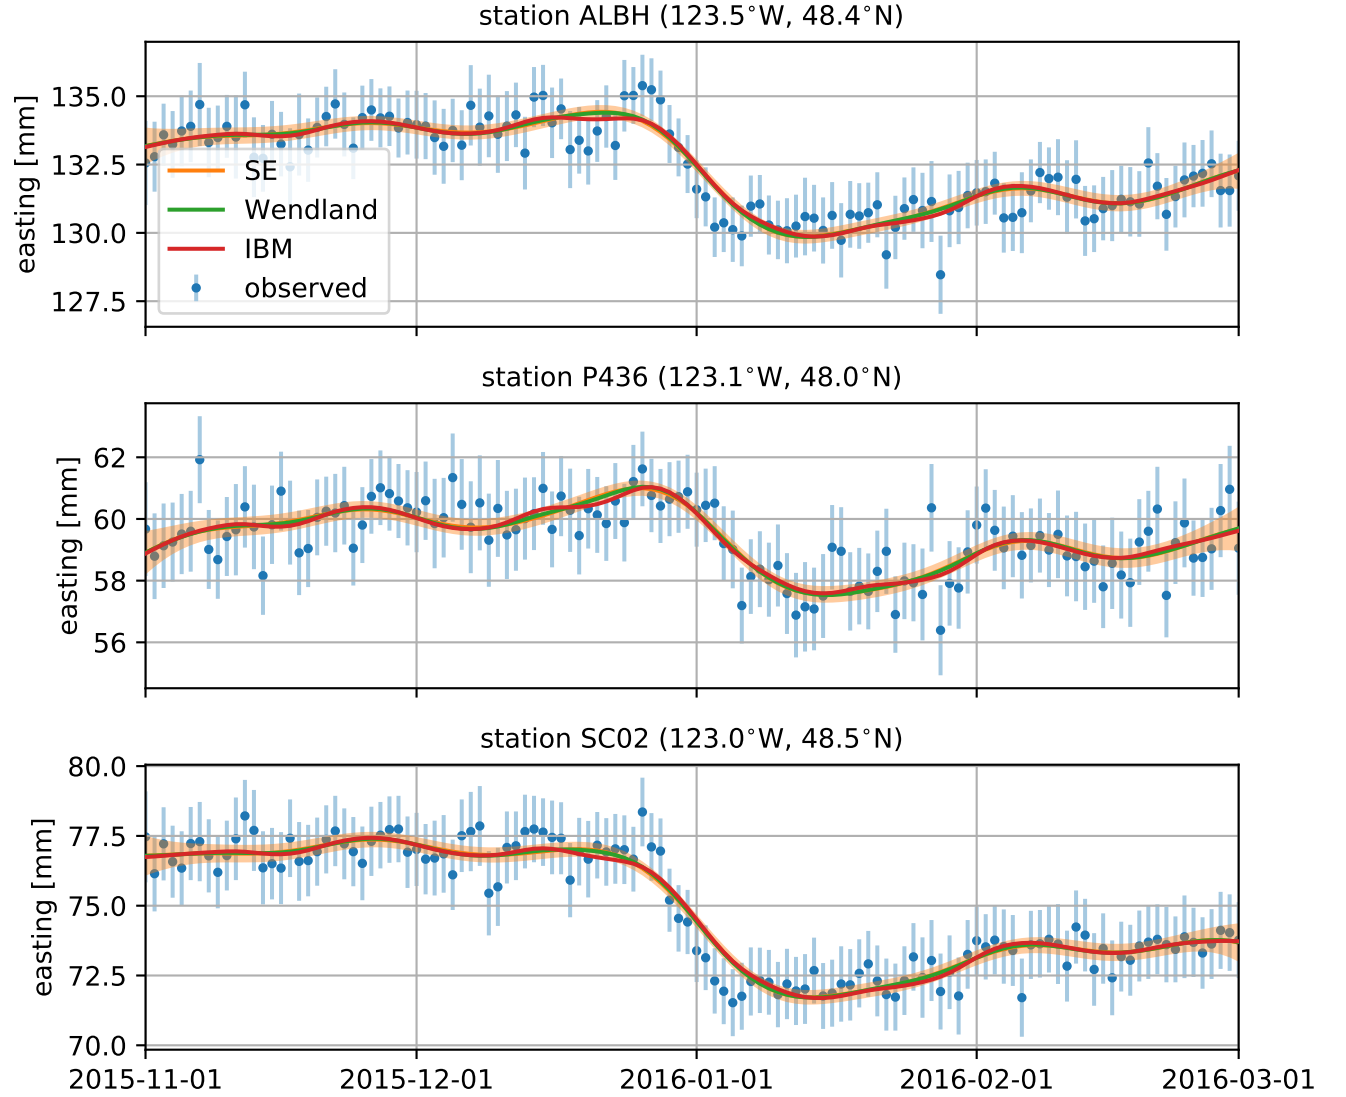 station ALBH (123.5°W, 48.4°N)
easting [mm]
135.0
132.5
130.0
127.5
SE
Wendland
IBM
observed
station P436 (123.1°W, 48.0°N)
easting [mm]
62
60
58
56
station SC02 (123.0°W, 48.5°N)
easting [mm]
80.0
77.5
75.0
72.5
70.0
2015-11-01 2015-12-01 2016-01-01 2016-02-01 2016-03-01